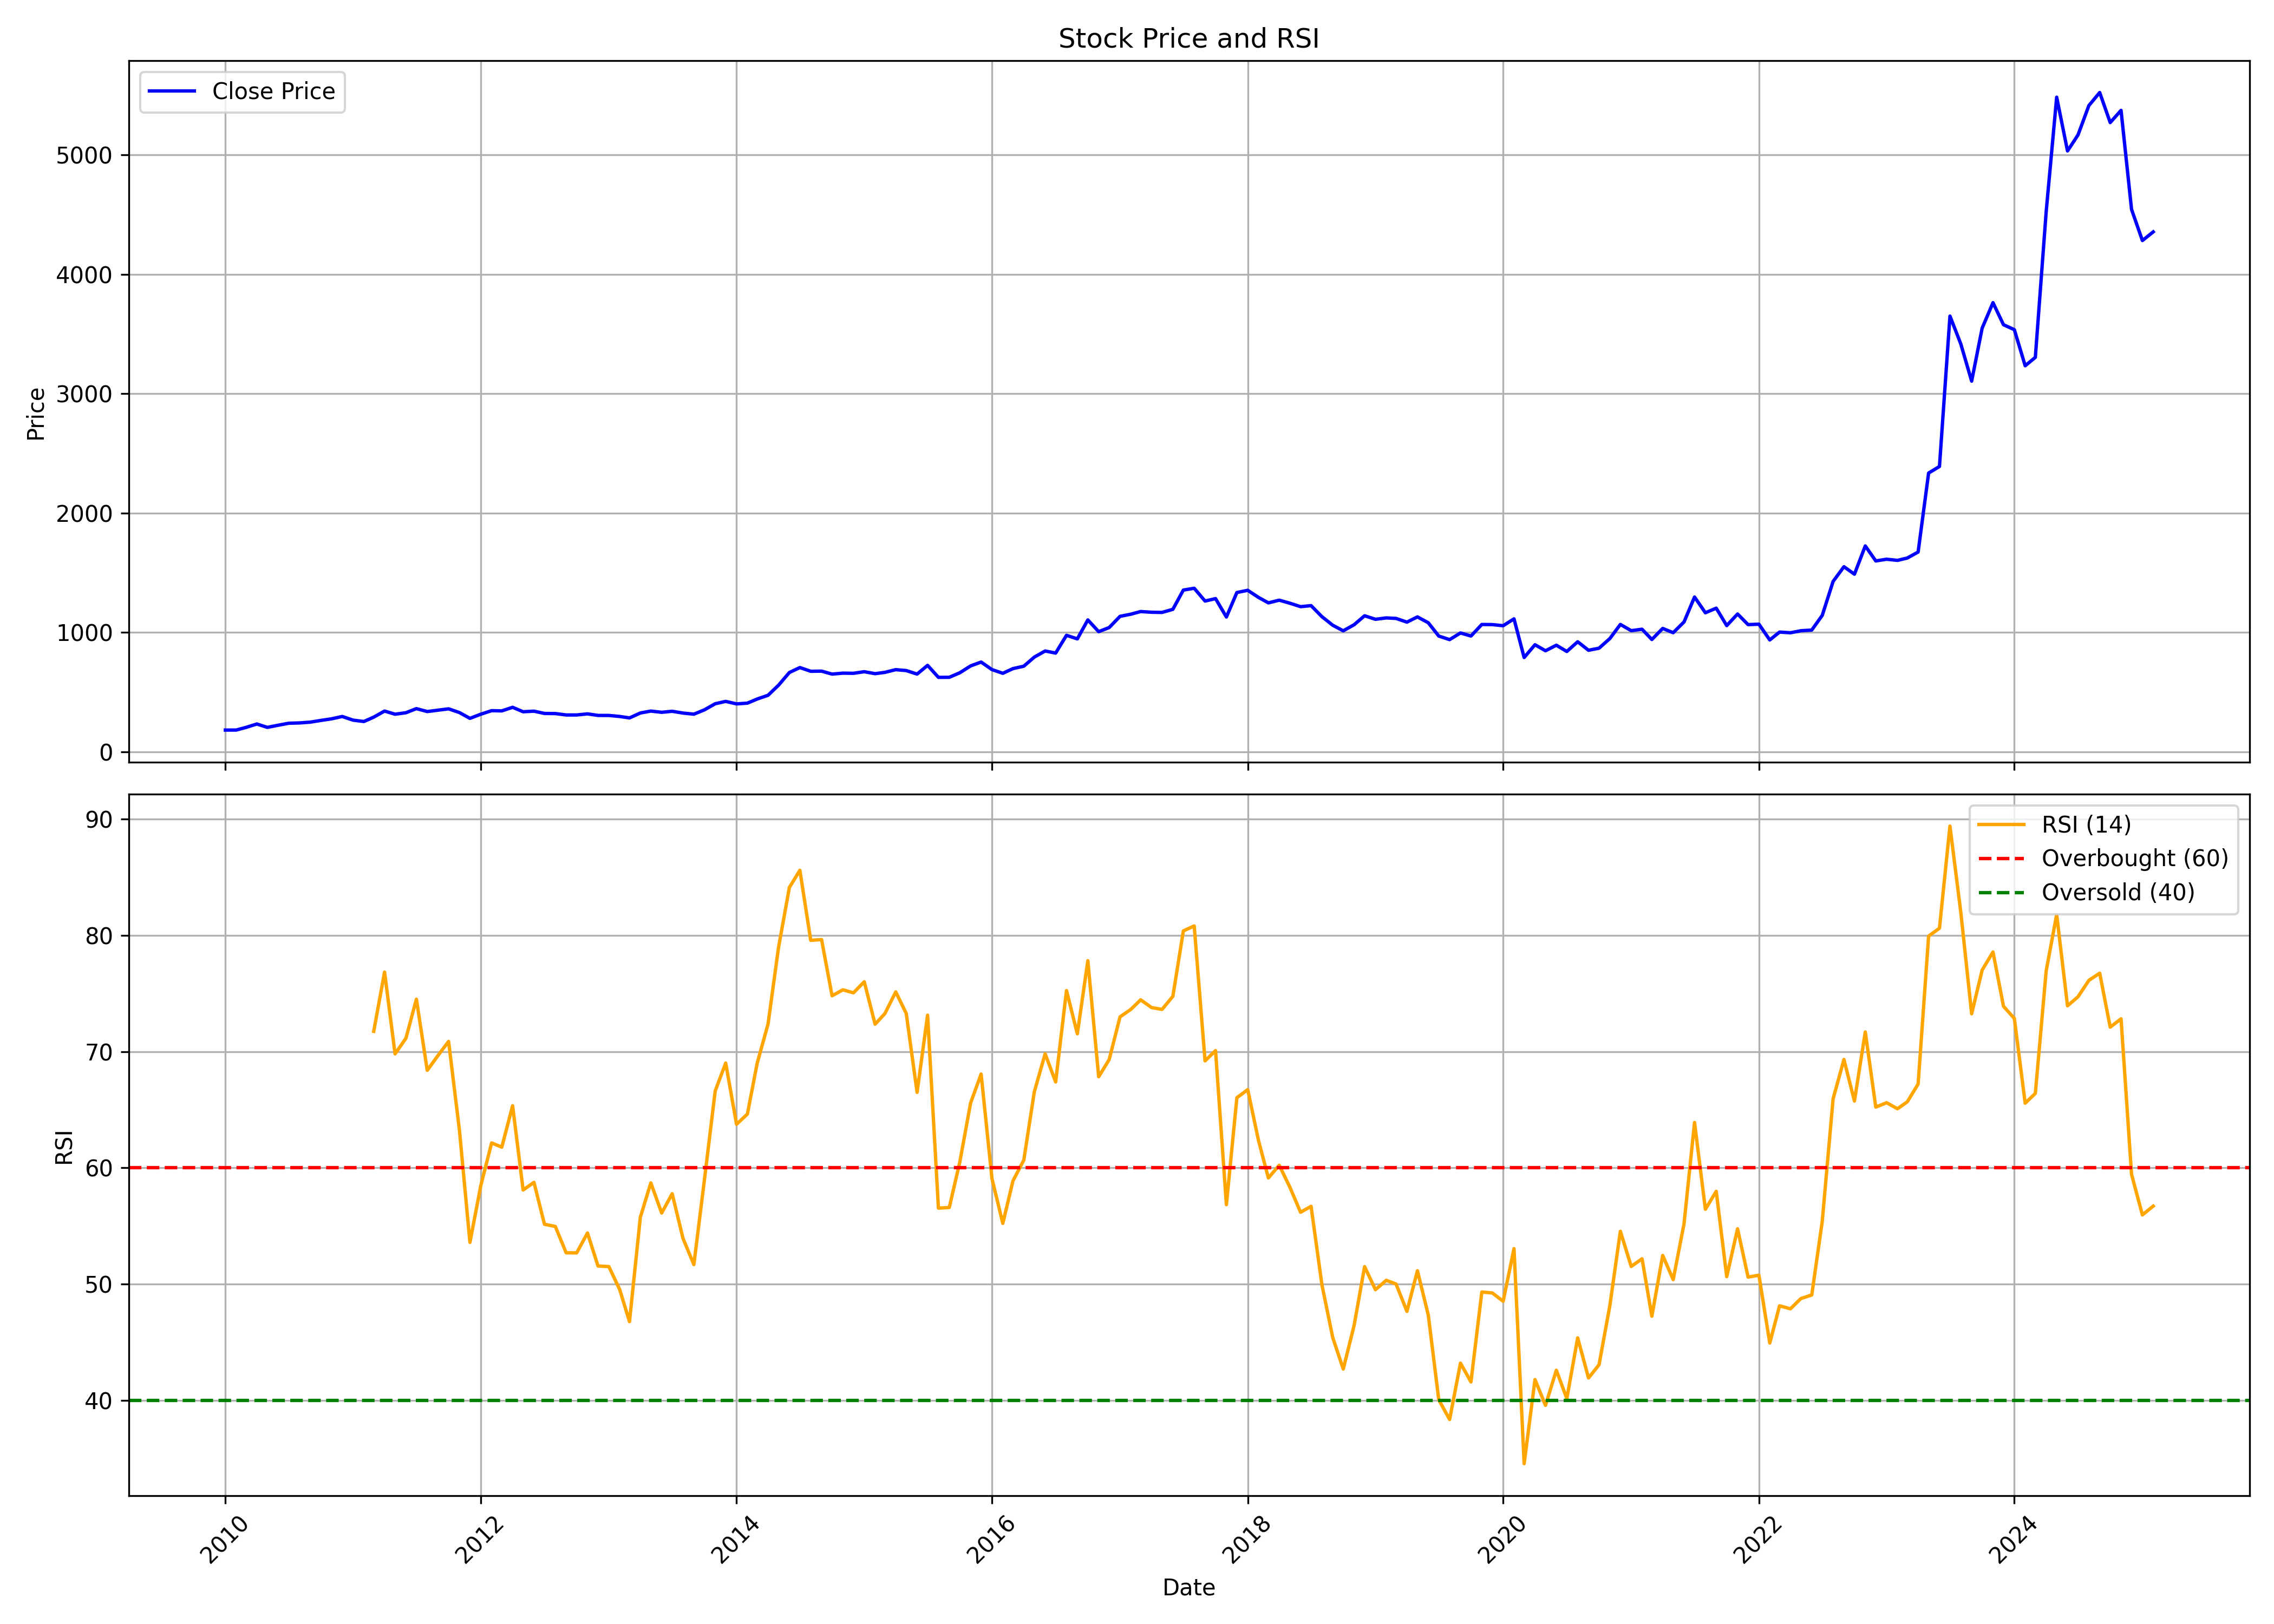 Stock Price and RSI
Close Price
Price
5000
4000
3000
2000
1000
0
RSI (14)
Overbought (60)
Oversold (40)
RSI
90
80
70
60
50
40
2010
2012
2014
2016
2018
2020
2022
2024
Date